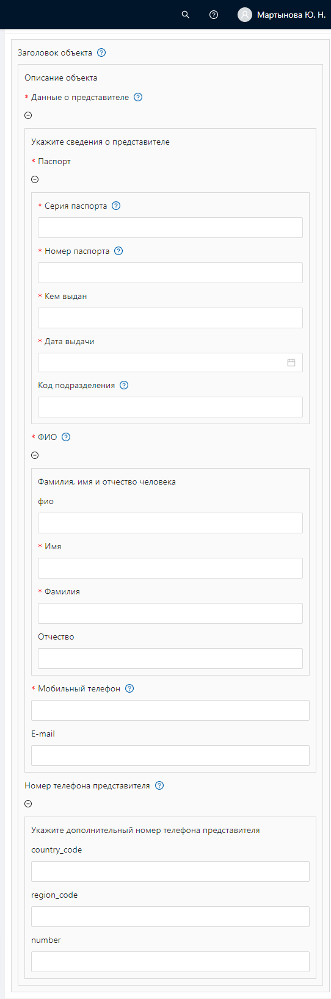 Мартынова Ю. Н.
Заголовок объекта
Описание объекта
* Данные о представителе
Укажите сведения о представителе
* Паспорт
* Серия паспорта
* Номер паспорта
* Кем выдан
* Дата выдачи
Код подразделения
* ФИО
Фамилия, имя и отчество человека
фио
* Имя
* Фамилия
Отчество
* Мобильный телефон
E-mail
Номер телефона представителя
Укажите дополнительный номер телефона представителя
country_code
region_code
number